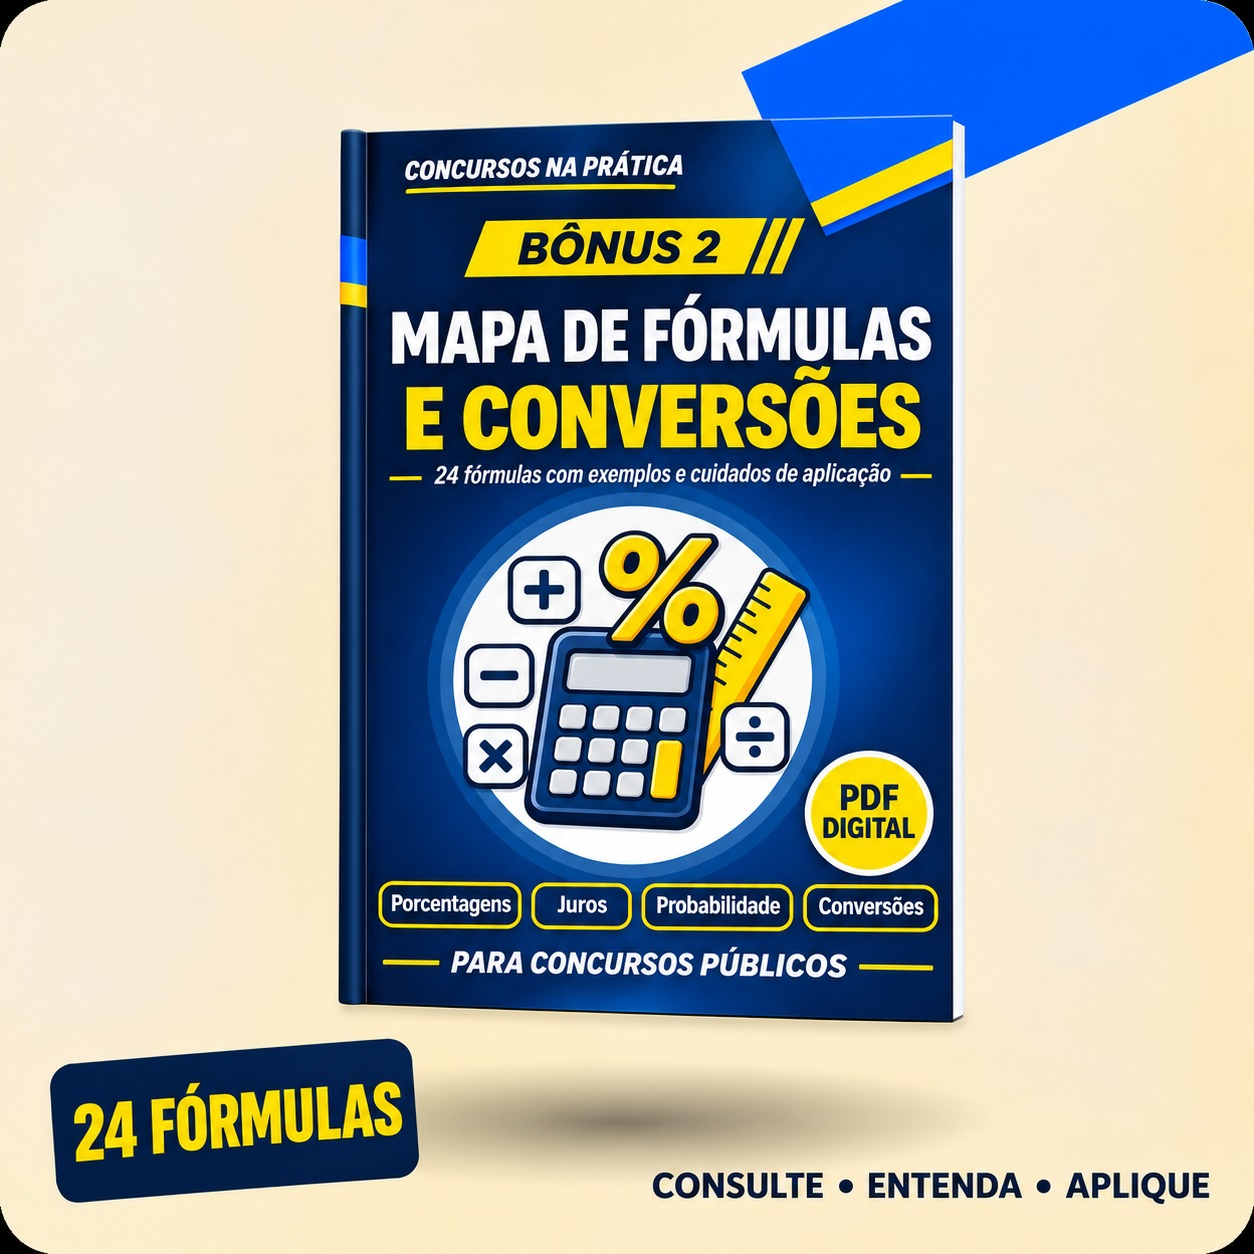 CONCURSOS NA PRÁTICA
BÔNUS 2
MAPA DE FÓRMULAS
E CONVERSÕES
24 fórmulas com exemplos e cuidados de aplicação
PDF
DIGITAL
Porcentagens
Juros
Probabilidade
Conversões
PARA CONCURSOS PÚBLICOS
24 FÓRMULAS
CONSULTE • ENTENDA • APLIQUE